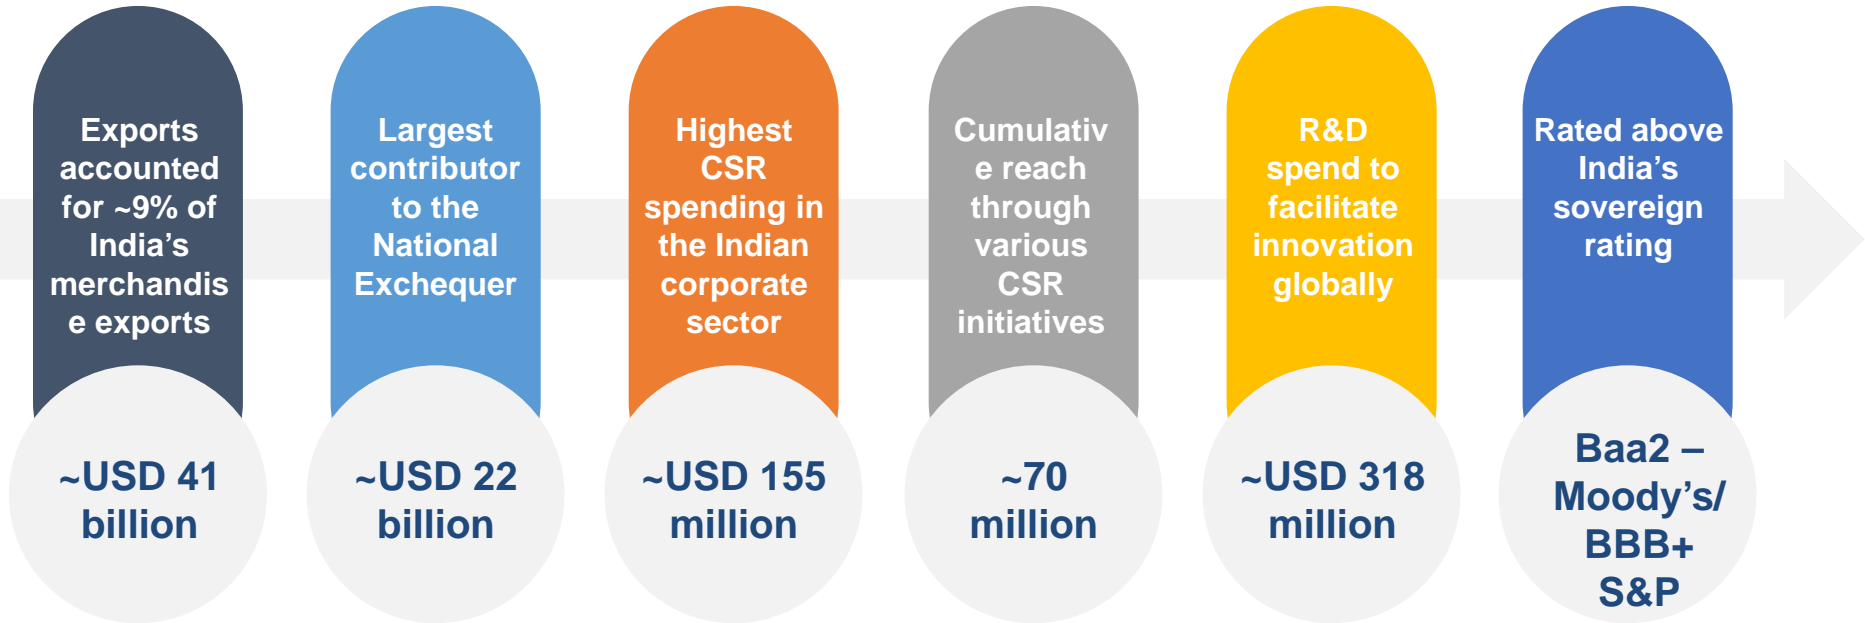 Exports
accounted
for ~9% of
India’s
merchandis
e exports
~USD 41
billion
Largest
contributor
to the
National
Exchequer
~USD 22
billion
Highest
CSR
spending in
the Indian
corporate
sector
~USD 155
million
Cumulativ
e reach
through
various
CSR
initiatives
~70
million
R&D
spend to
facilitate
innovation
globally
~USD 318
million
Rated above
India’s
sovereign
rating
Baa2 –
Moody’s/
BBB+
S&P